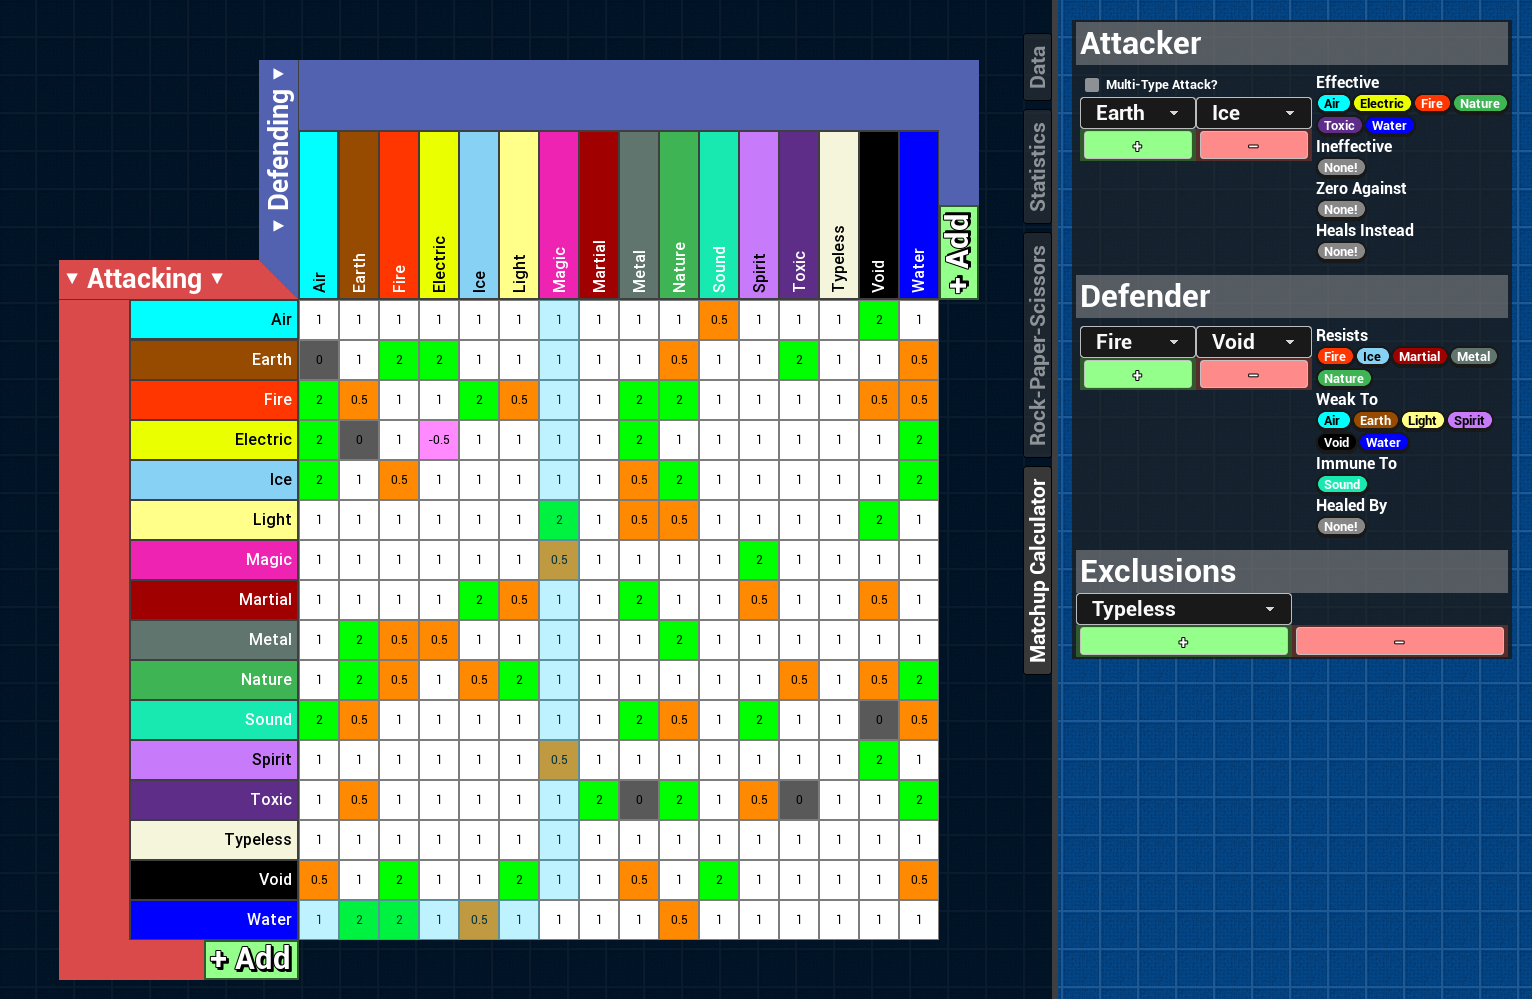 Defending
Air
Earth
Fire
Electric
Ice
Light
Magic
Martial
Metal
Nature
Sound
Spirit
Toxic
Typeless
Void
Water
+ Add
▼ Attacking ▼
Air 1 1 1 1 1 1 1 1 1 1 0.5 1 1 1 2 1
Earth 0 1 2 2 1 1 1 1 1 0.5 1 1 2 1 1 0.5
Fire 2 0.5 1 1 2 0.5 1 1 2 2 1 1 1 1 0.5 0.5
Electric 2 0 1 -0.5 1 1 1 1 2 1 1 1 1 1 1 2
Ice 2 1 0.5 1 1 1 1 1 0.5 2 1 1 1 1 1 2
Light 1 1 1 1 1 1 2 1 0.5 0.5 1 1 1 1 2 1
Magic 1 1 1 1 1 1 0.5 1 1 1 1 2 1 1 1 1
Martial 1 1 1 1 2 0.5 1 1 2 1 1 0.5 1 1 0.5 1
Metal 1 2 0.5 0.5 1 1 1 1 1 2 1 1 1 1 1 1
Nature 1 2 0.5 1 0.5 2 1 1 1 1 1 1 0.5 1 0.5 2
Sound 2 0.5 1 1 1 1 1 1 2 0.5 1 2 1 1 0 0.5
Spirit 1 1 1 1 1 1 0.5 1 1 1 1 1 1 1 2 1
Toxic 1 0.5 1 1 1 1 1 2 0 2 1 0.5 0 1 1 2
Typeless 1 1 1 1 1 1 1 1 1 1 1 1 1 1 1 1
Void 0.5 1 2 1 1 2 1 1 0.5 1 2 1 1 1 1 0.5
Water 1 2 2 1 0.5 1 1 1 1 0.5 1 1 1 1 1 1
+ Add
Data
Statistics
Rock-Paper-Scissors
Matchup Calculator
Attacker
Multi-Type Attack?
Earth Ice
+ −
Effective
Air Electric Fire Nature
Toxic Water
Ineffective
None!
Zero Against
None!
Heals Instead
None!
Defender
Fire Void
+ −
Resists
Fire Ice Martial Metal
Nature
Weak To
Air Earth Light Spirit
Void Water
Immune To
Sound
Healed By
None!
Exclusions
Typeless
+ −